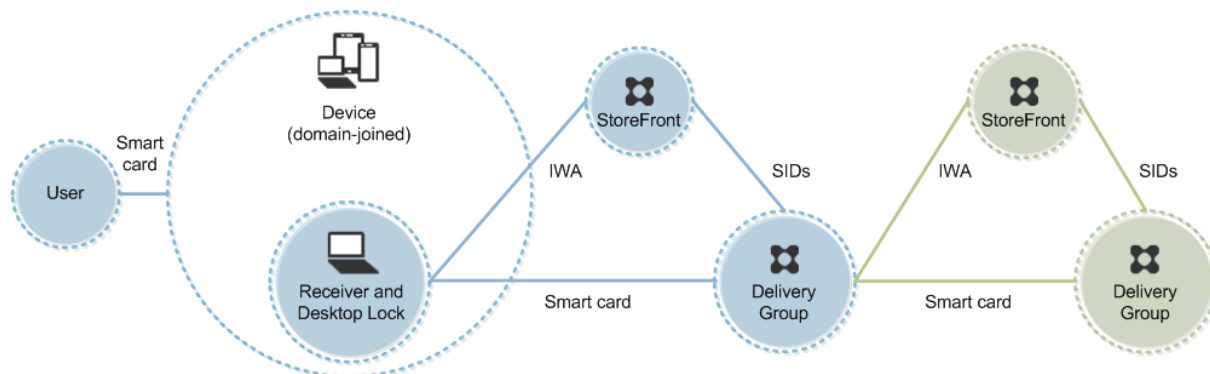 User
Smart
card
Device
(domain-joined)
Receiver and
Desktop Lock
IWA
StoreFront
SIDs
Smart card
Delivery
Group
IWA
StoreFront
SIDs
Smart card
Delivery
Group